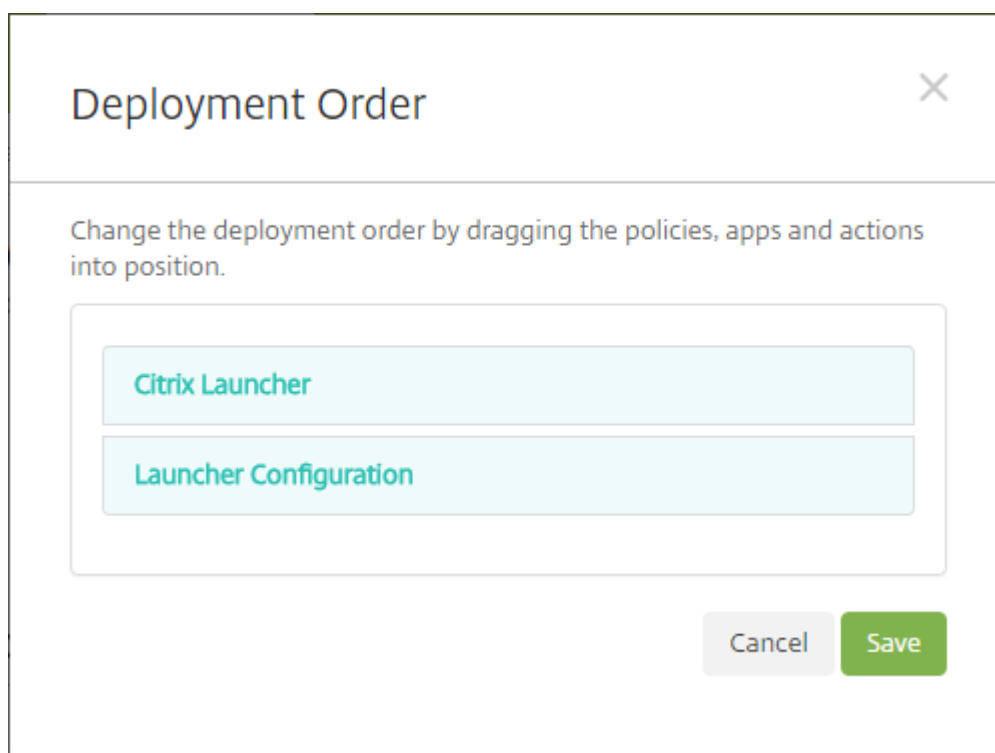 Deployment Order
Change the deployment order by dragging the policies, apps and actions
into position.
Citrix Launcher
Launcher Configuration
Cancel
Save